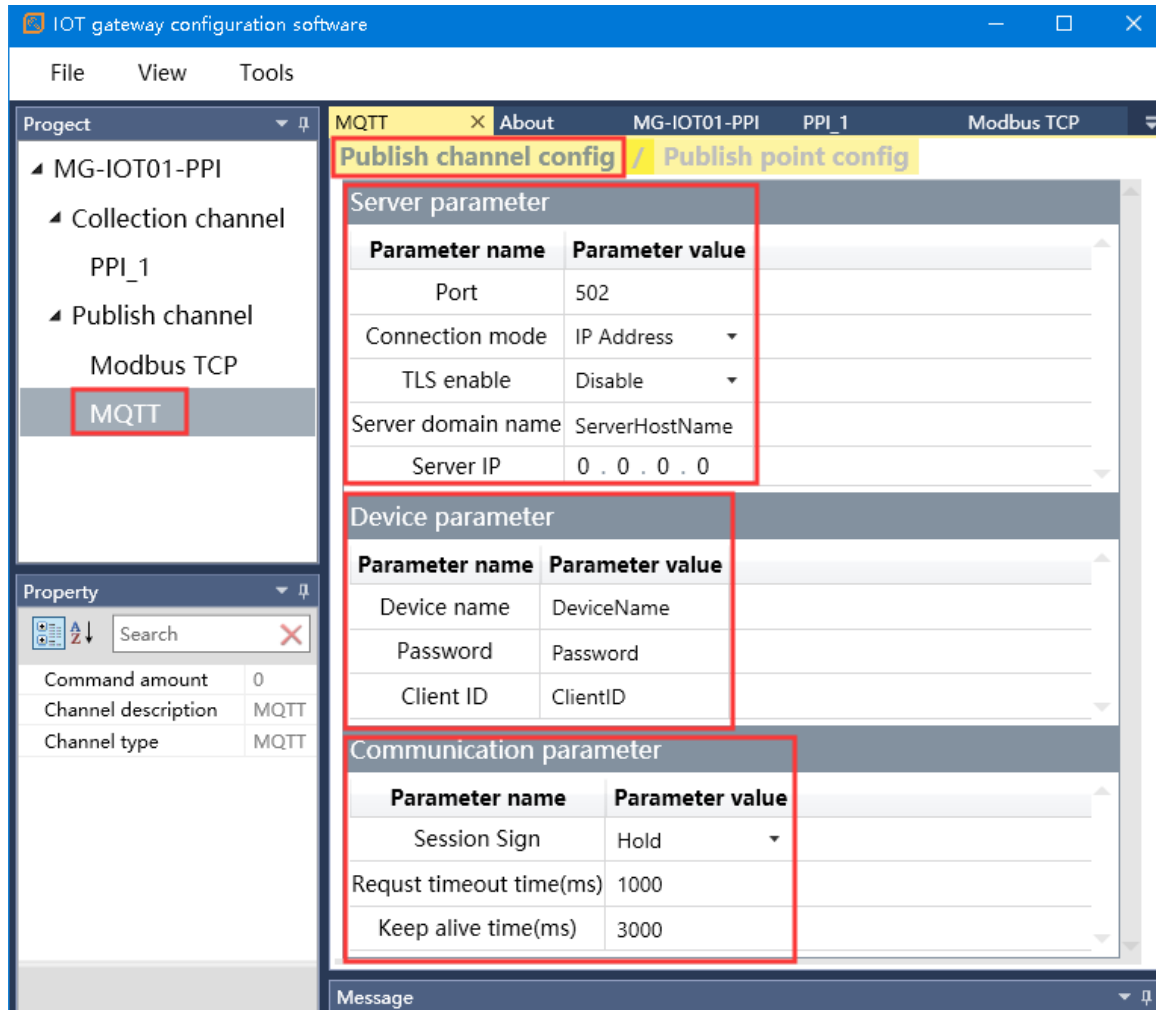 IOT gateway configuration software
File View Tools
Progect
MG-IOT01-PPI
Collection channel
PPI_1
Publish channel
Modbus TCP
MQTT
Property
Search
Command amount 0
Channel description MQTT
Channel type MQTT
MQTT About MG-IOT01-PPI PPI_1 Modbus TCP
Publish channel config / Publish point config
Server parameter
Parameter name Parameter value
Port 502
Connection mode IP Address
TLS enable Disable
Server domain name ServerHostName
Server IP 0 . 0 . 0 . 0
Device parameter
Parameter name Parameter value
Device name DeviceName
Password Password
Client ID ClientID
Communication parameter
Parameter name Parameter value
Session Sign Hold
Requst timeout time(ms) 1000
Keep alive time(ms) 3000
Message